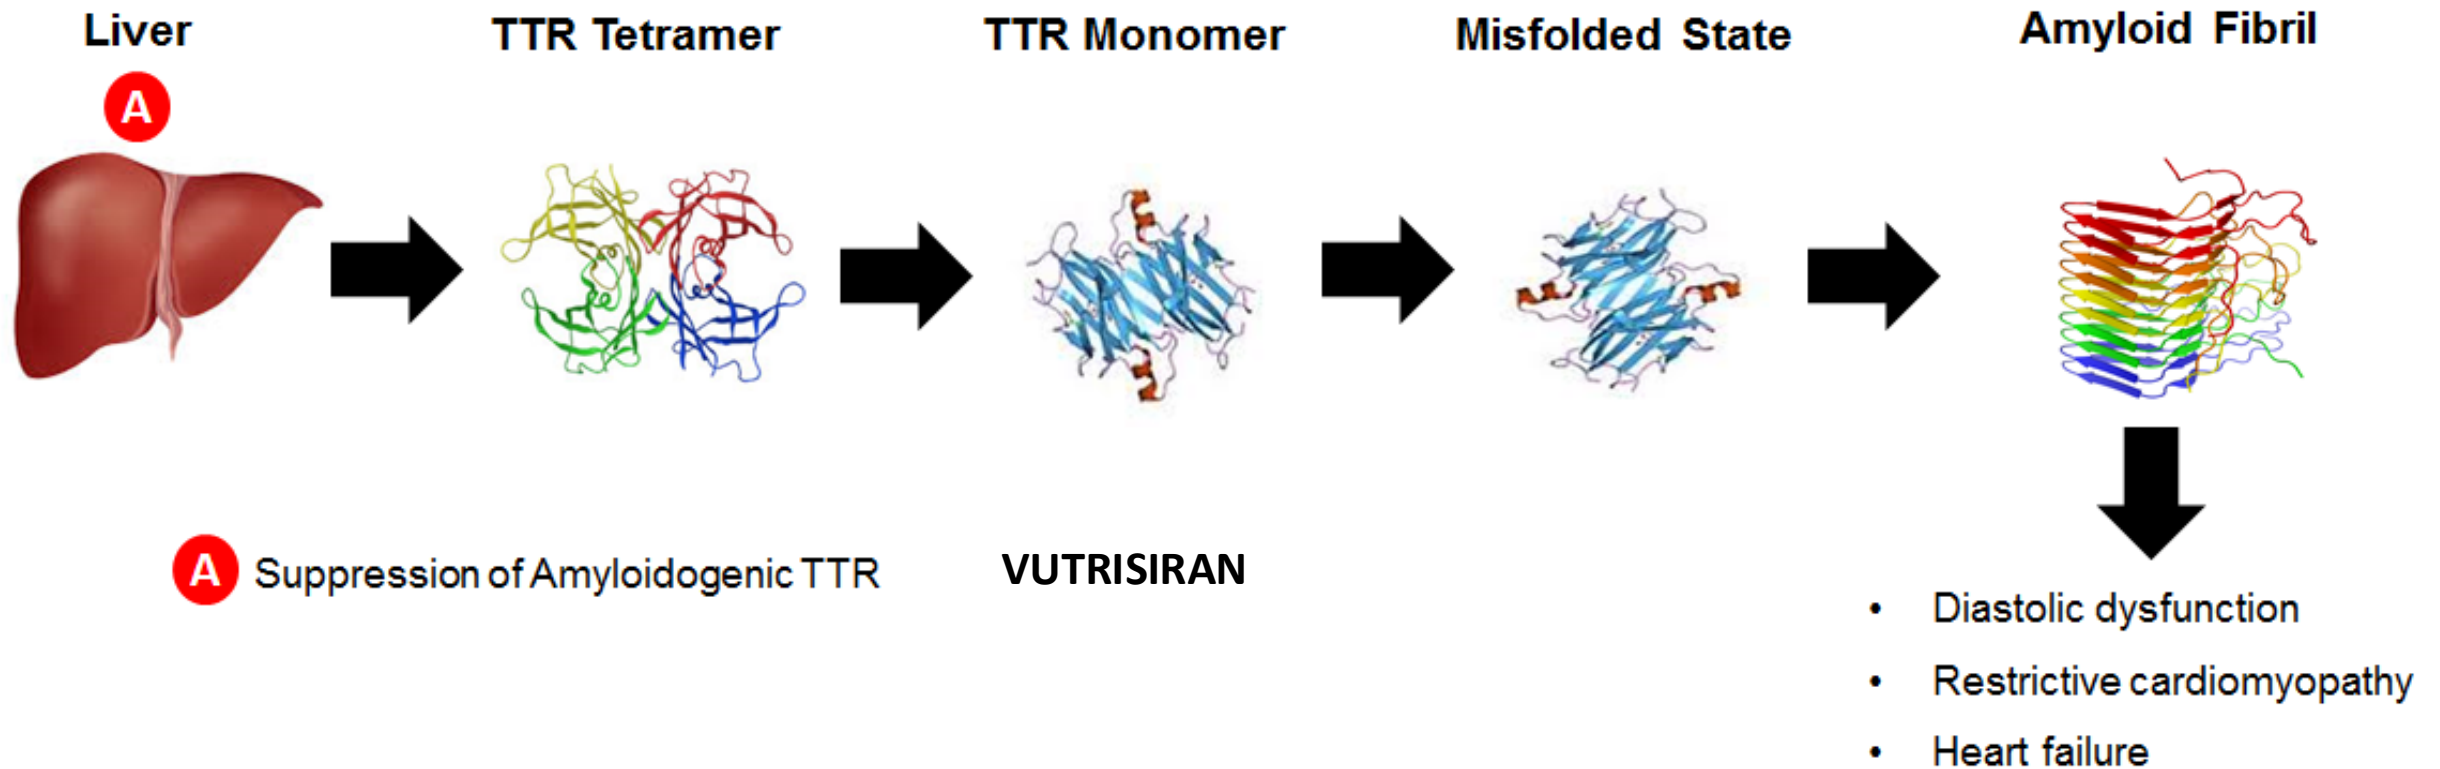 Liver
TTR Tetramer
TTR Monomer
Misfolded State
Amyloid Fibril
A
A Suppression of Amyloidogenic TTR
VUTRISIRAN
• Diastolic dysfunction
• Restrictive cardiomyopathy
• Heart failure